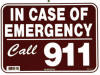 IN CASE OF
EMERGENCY
Call 911